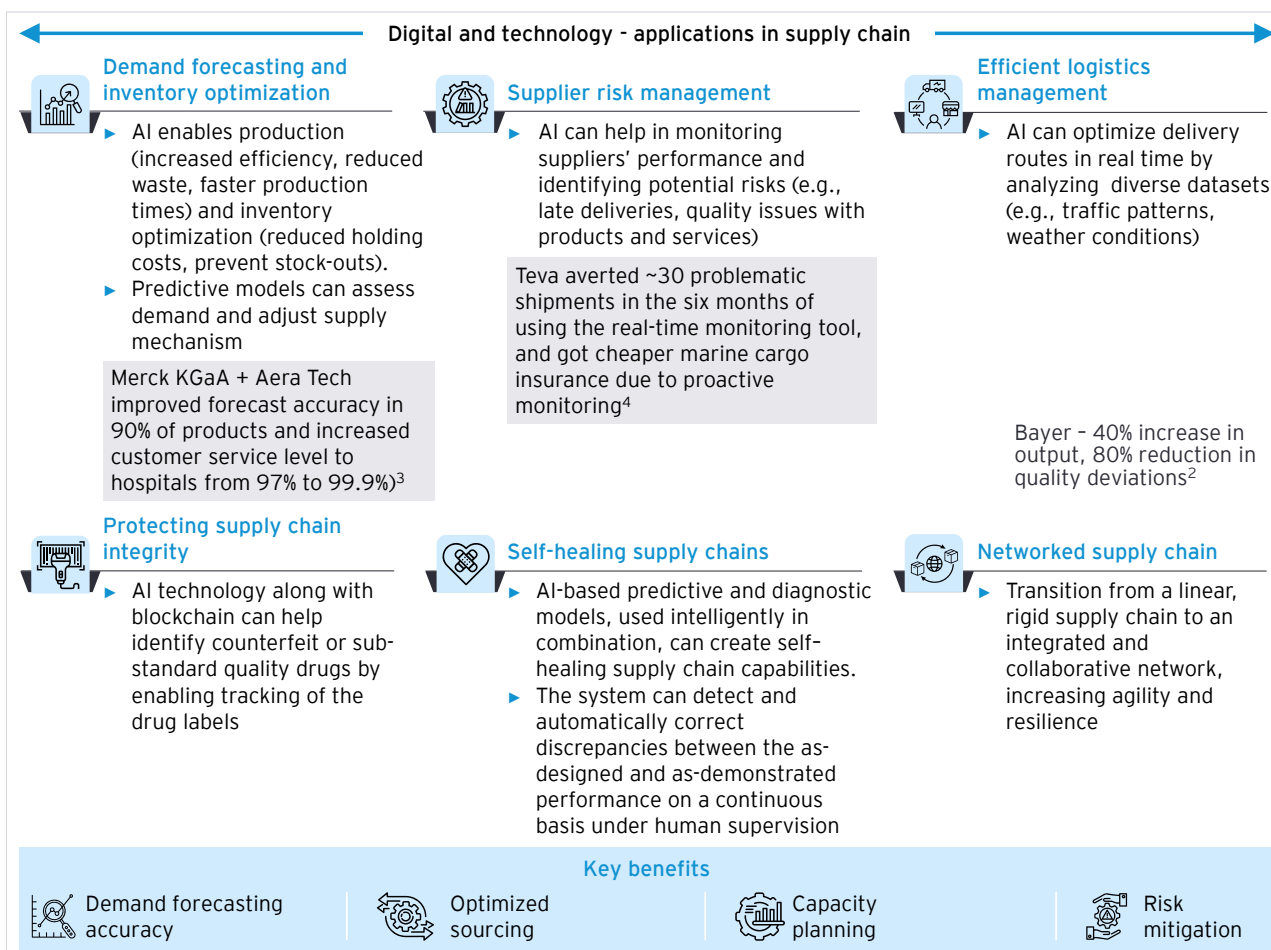 Digital and technology - applications in supply chain
Demand forecasting and
inventory optimization
► AI enables production
(increased efficiency, reduced
waste, faster production
times) and inventory
optimization (reduced holding
costs, prevent stock-outs).
► Predictive models can assess
demand and adjust supply
mechanism
Merck KGaA + Aera Tech
improved forecast accuracy in
90% of products and increased
customer service level to
hospitals from 97% to 99.9%)3
Supplier risk management
► AI can help in monitoring
suppliers’ performance and
identifying potential risks (e.g.,
late deliveries, quality issues with
products and services)
Teva averted ~30 problematic
shipments in the six months of
using the real-time monitoring tool,
and got cheaper marine cargo
insurance due to proactive
monitoring4
Efficient logistics
management
► AI can optimize delivery
routes in real time by
analyzing diverse datasets
(e.g., traffic patterns,
weather conditions)
Bayer – 40% increase in
output, 80% reduction in
quality deviations2
Protecting supply chain
integrity
► AI technology along with
blockchain can help
identify counterfeit or sub-
standard quality drugs by
enabling tracking of the
drug labels
Self-healing supply chains
► AI-based predictive and diagnostic
models, used intelligently in
combination, can create self–
healing supply chain capabilities.
► The system can detect and
automatically correct
discrepancies between the as-
designed and as-demonstrated
performance on a continuous
basis under human supervision
Networked supply chain
► Transition from a linear,
rigid supply chain to an
integrated and
collaborative network,
increasing agility and
resilience
Key benefits
Demand forecasting
accuracy
Optimized
sourcing
Capacity
planning
Risk
mitigation